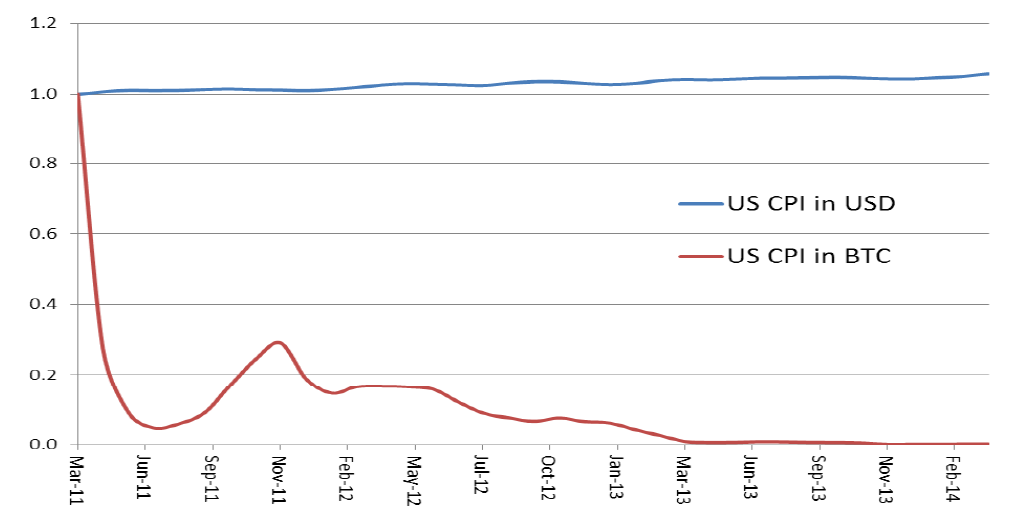 1.2
1.0
0.8
0.6
0.4
0.2
0.0
US CPI in USD
US CPI in BTC
Mar-11
Jun-11
Sep-11
Nov-11
Feb-12
May-12
Jul-12
Oct-12
Jan-13
Mar-13
Jun-13
Sep-13
Nov-13
Feb-14